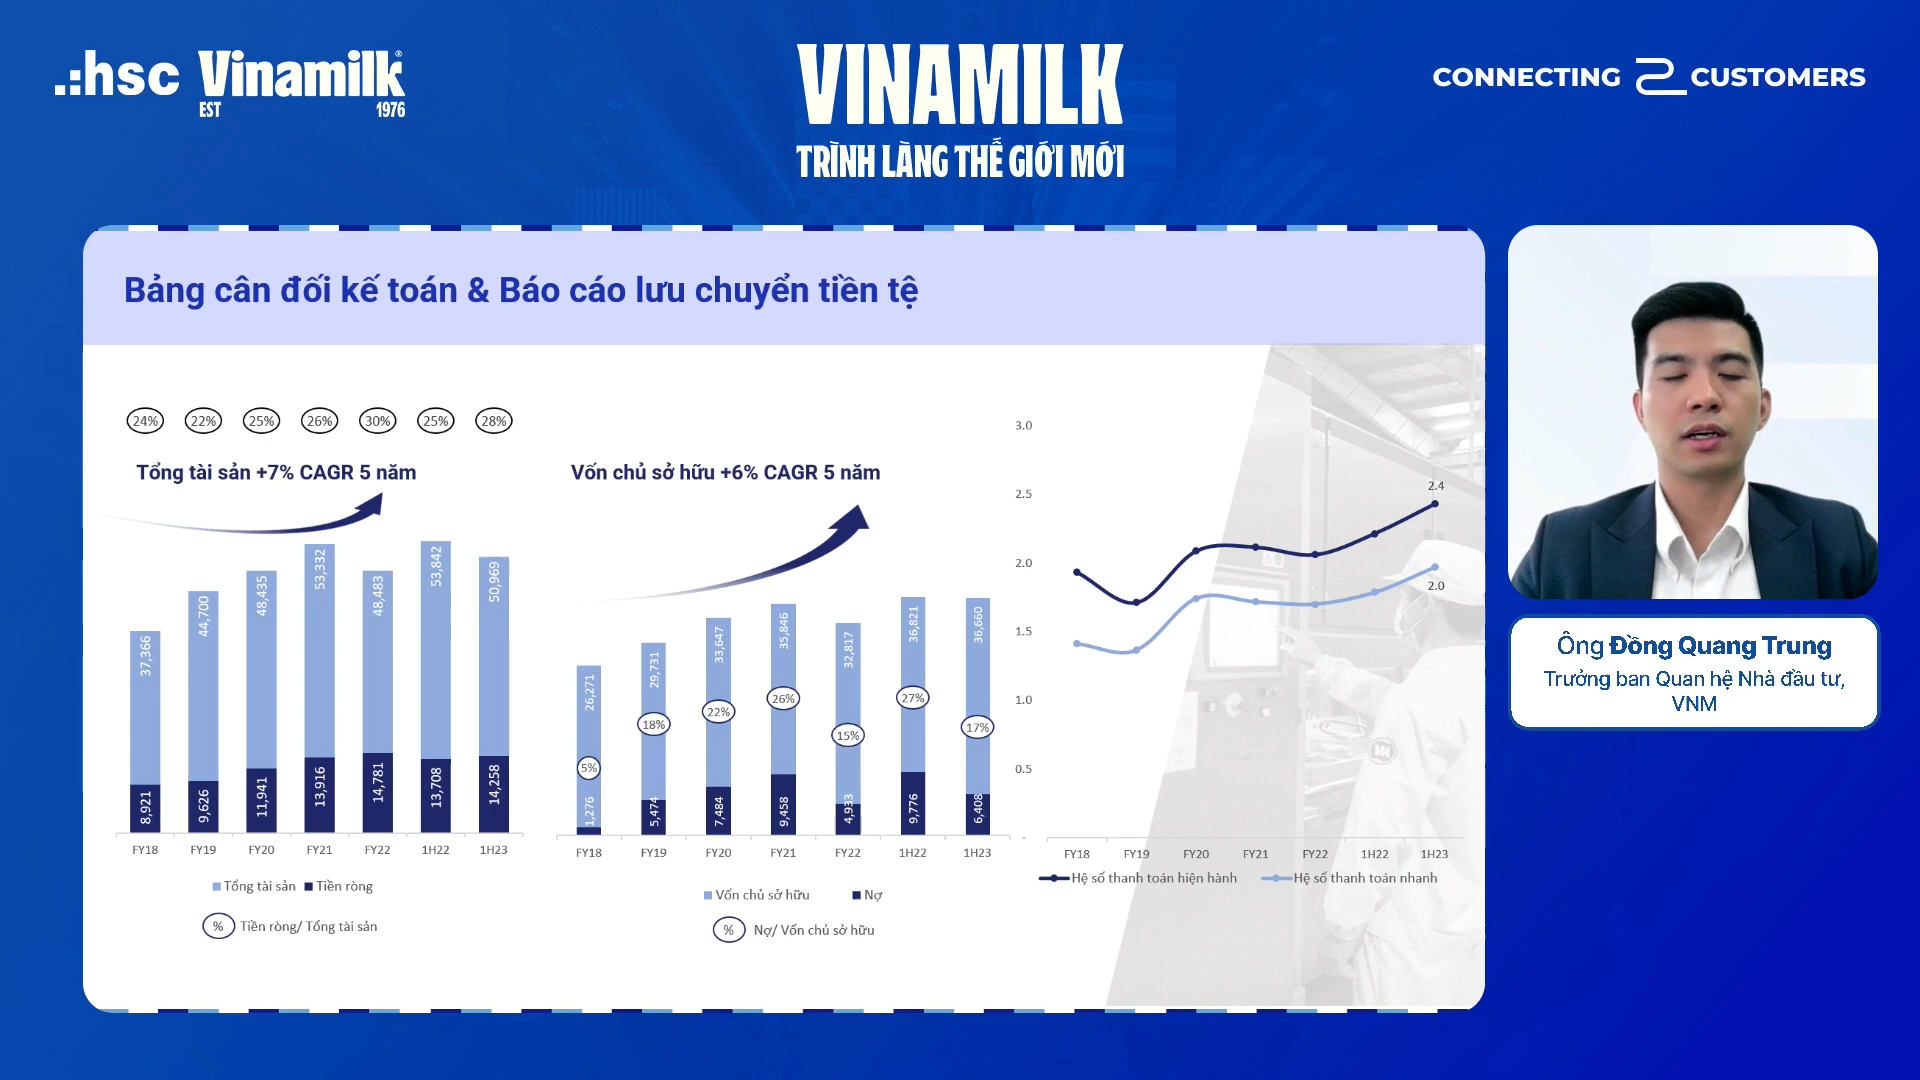 .:hsc Vinamilk®
EST 1976
VINAMILK
TRÌNH LÀNG THẾ GIỚI MỚI
CONNECTING 2 CUSTOMERS
Bảng cân đối kế toán & Báo cáo lưu chuyển tiền tệ
24% 22% 25% 26% 30% 25% 28%
Tổng tài sản +7% CAGR 5 năm
37,366 44,700 48,435 53,332 48,483 53,842 50,969
8,921 9,626 11,941 13,916 14,781 13,708 14,258
FY18 FY19 FY20 FY21 FY22 1H22 1H23
Tổng tài sản Tiền ròng
% Tiền ròng/ Tổng tài sản
Vốn chủ sở hữu +6% CAGR 5 năm
26,271 29,731 33,647 35,846 32,817 36,821 36,660
5% 18% 22% 26% 15% 27% 17%
1,276 5,474 7,484 9,458 4,933 9,776 6,408
FY18 FY19 FY20 FY21 FY22 1H22 1H23
Vốn chủ sở hữu Nợ
% Nợ/ Vốn chủ sở hữu
3.0
2.5
2.0
1.5
1.0
0.5
-
2.4
2.0
FY18 FY19 FY20 FY21 FY22 1H22 1H23
Hệ số thanh toán hiện hành Hệ số thanh toán nhanh
Ông Đồng Quang Trung
Trưởng ban Quan hệ Nhà đầu tư,
VNM